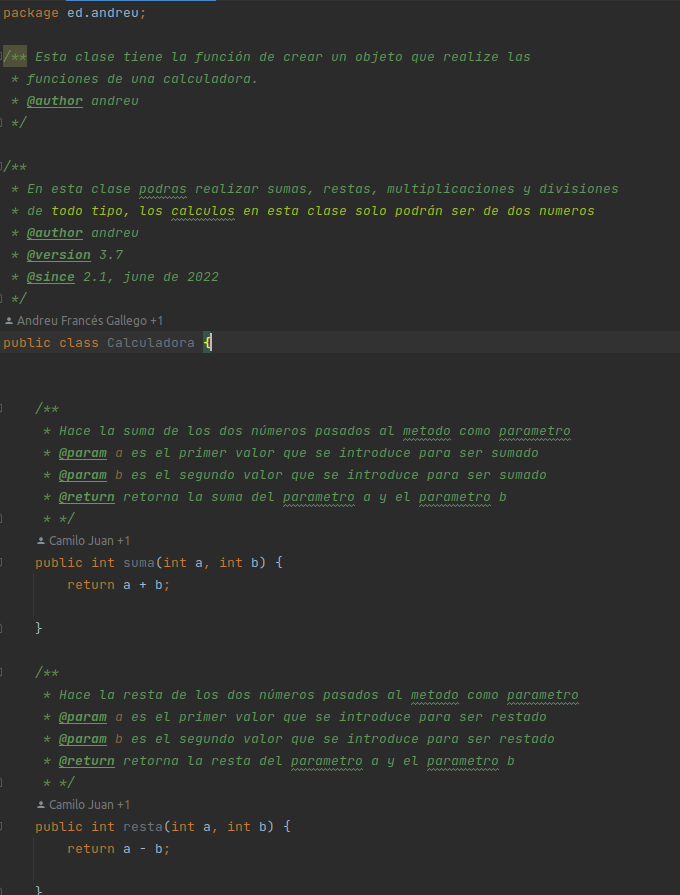 package ed.andreu;
/** Esta clase tiene la función de crear un objeto que realize las
* funciones de una calculadora.
* @author andreu
*/
/**
* En esta clase podras realizar sumas, restas, multiplicaciones y divisiones
* de todo tipo, los calculos en esta clase solo podrán ser de dos numeros
* @author andreu
* @version 3.7
* @since 2.1, june de 2022
*/
Andreu Francés Gallego +1
public class Calculadora {
/**
* Hace la suma de los dos números pasados al metodo como parametro
* @param a es el primer valor que se introduce para ser sumado
* @param b es el segundo valor que se introduce para ser sumado
* @return retorna la suma del parametro a y el parametro b
* */
Camilo Juan +1
public int suma(int a, int b) {
return a + b;
}
/**
* Hace la resta de los dos números pasados al metodo como parametro
* @param a es el primer valor que se introduce para ser restado
* @param b es el segundo valor que se introduce para ser restado
* @return retorna la resta del parametro a y el parametro b
* */
Camilo Juan +1
public int resta(int a, int b) {
return a - b;
}